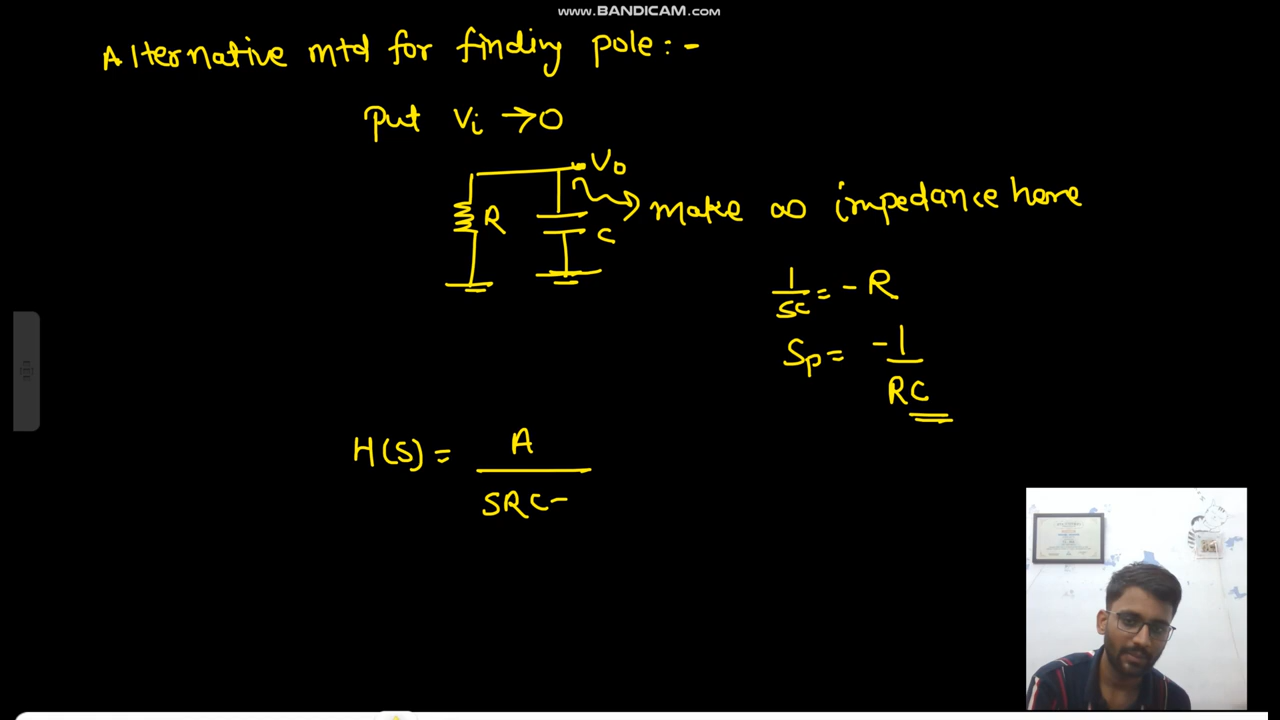 www.BANDICAM.com
Alternative mtd for finding pole:-
Put Vi → 0
Vo
R
C
make ∞ impedance here
1/SC = - R
Sp = -1/RC
H(S) = A/SRC-